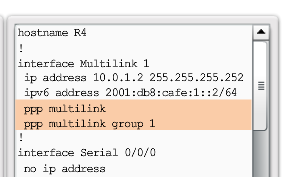 hostname R4
!
interface Multilink 1
 ip address 10.0.1.2 255.255.255.252
 ipv6 address 2001:db8:cafe:1::2/64
 ppp multilink
 ppp multilink group 1
!
interface Serial 0/0/0
 no ip address